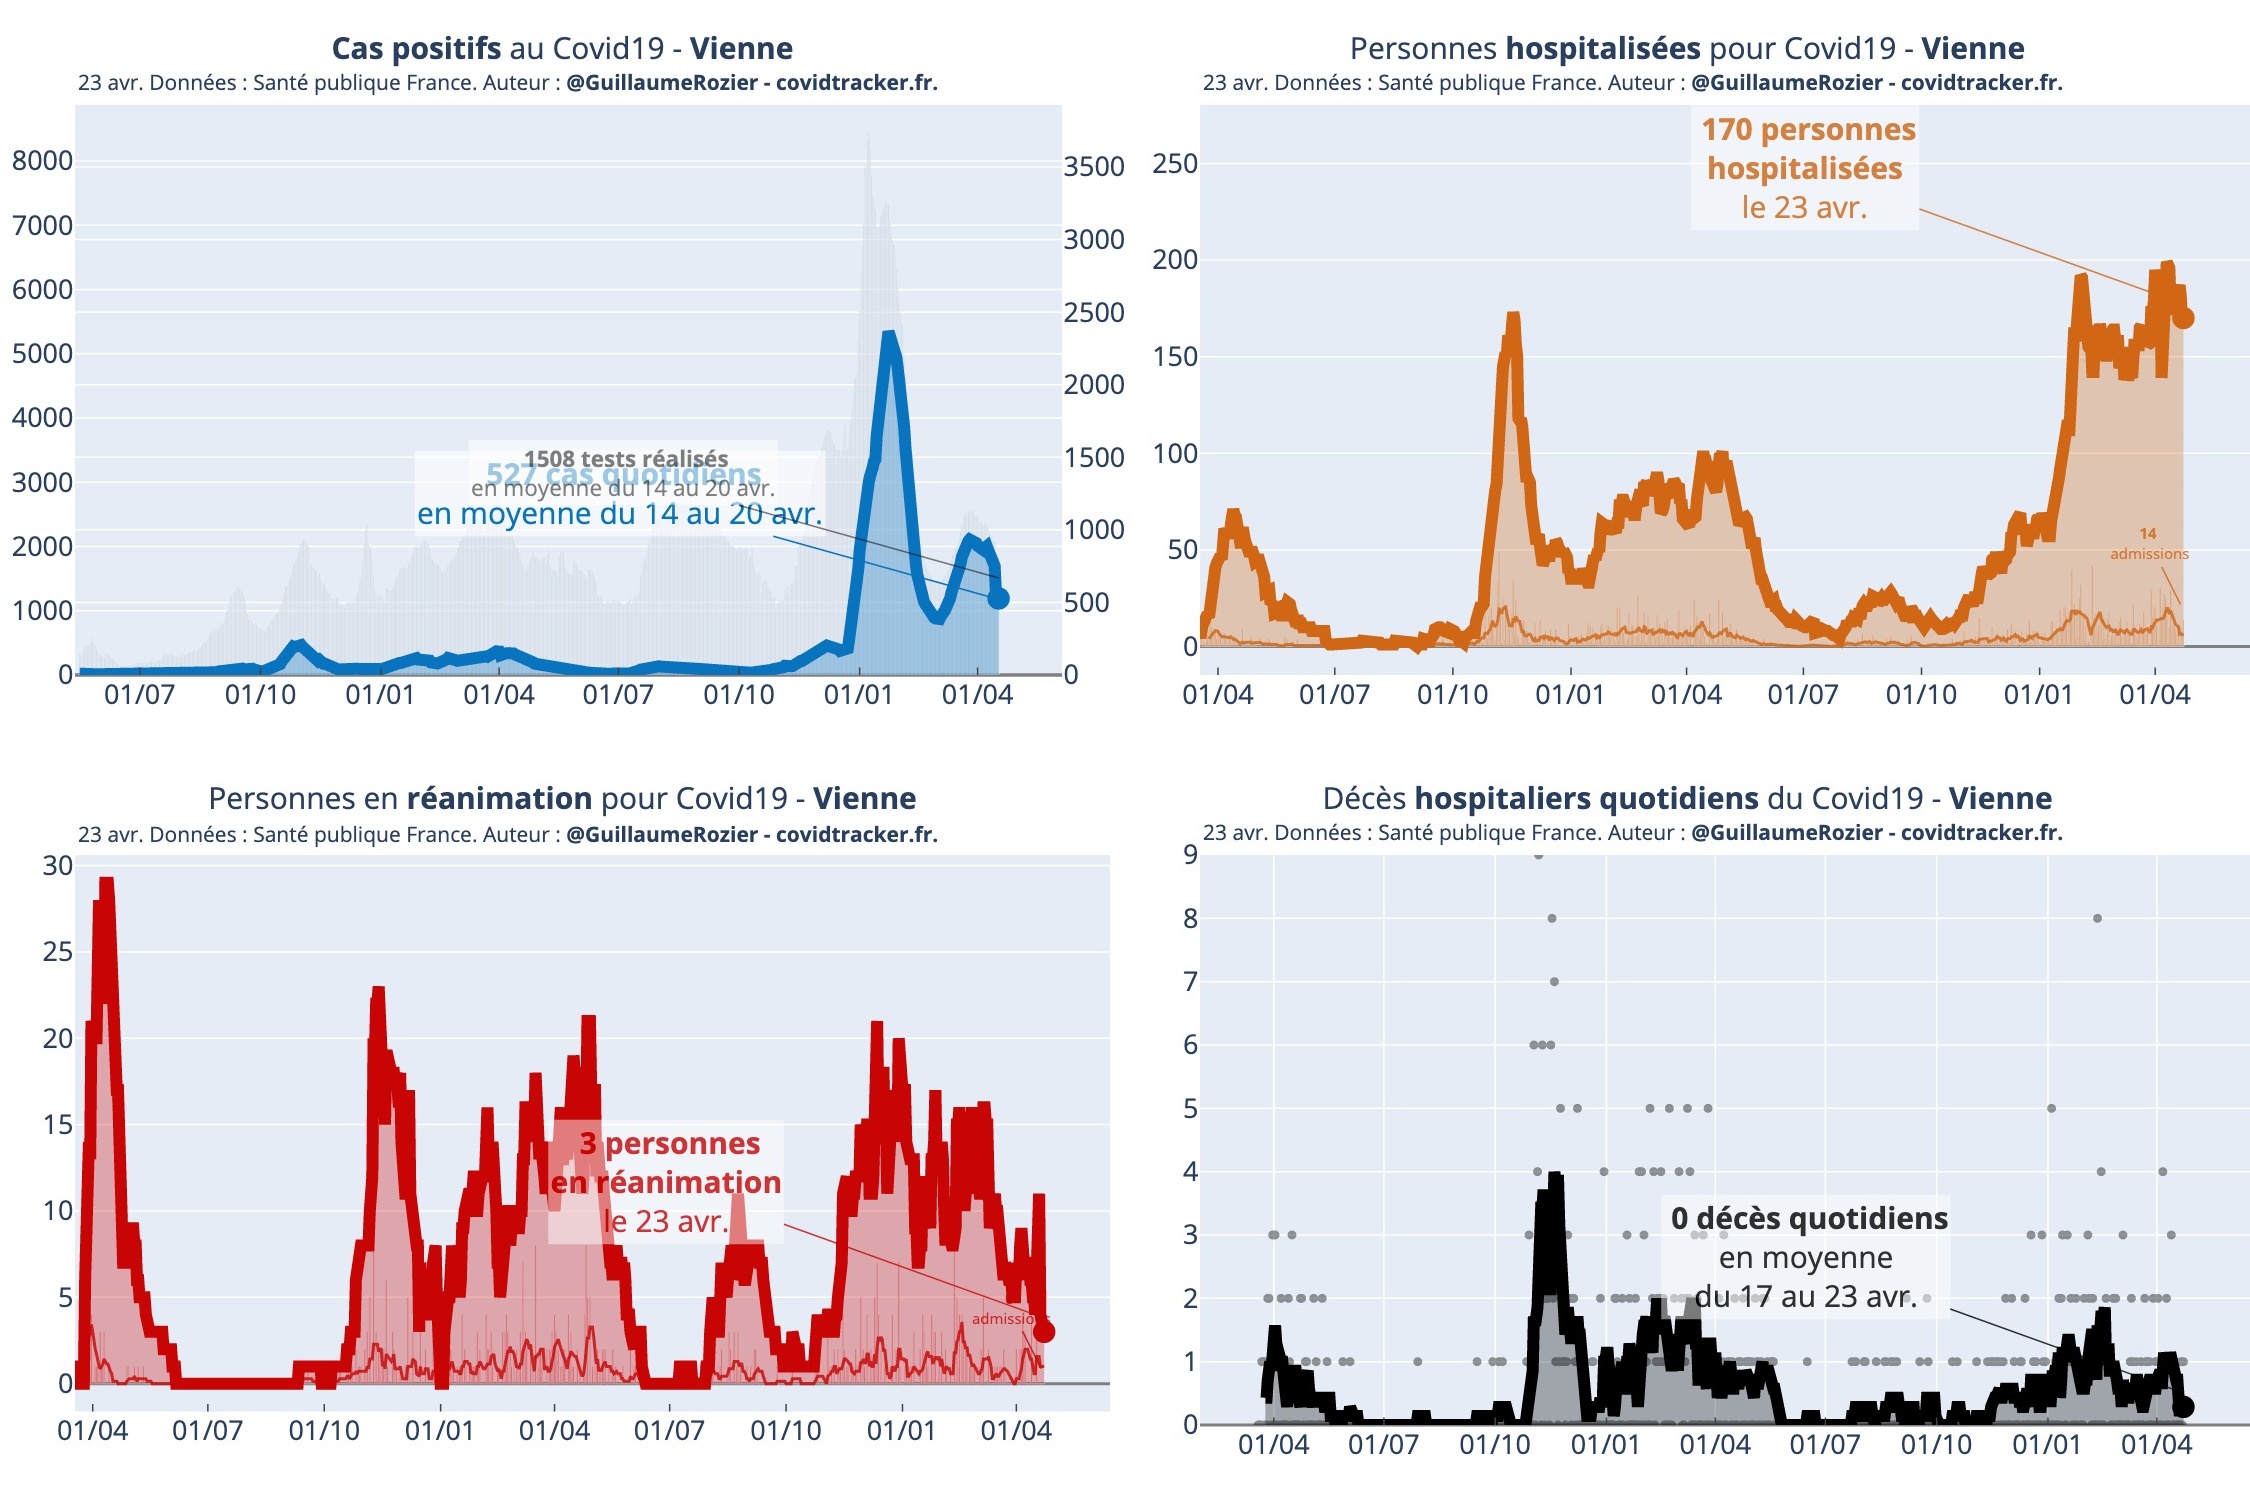 Cas positifs au Covid19 - Vienne
23 avr. Données : Santé publique France. Auteur : @GuillaumeRozier - covidtracker.fr.
8000
7000
6000
5000
4000
3000
2000
1000
0
3500
3000
2500
2000
1500
1000
500
0
1508 tests réalisés
en moyenne du 14 au 20 avr.
527 cas quotidiens
en moyenne du 14 au 20 avr.
01/07 01/10 01/01 01/04 01/07 01/10 01/01 01/04
Personnes hospitalisées pour Covid19 - Vienne
23 avr. Données : Santé publique France. Auteur : @GuillaumeRozier - covidtracker.fr.
250
200
150
100
50
0
170 personnes
hospitalisées
le 23 avr.
14
admissions
01/04 01/07 01/10 01/01 01/04 01/07 01/10 01/01 01/04
Personnes en réanimation pour Covid19 - Vienne
23 avr. Données : Santé publique France. Auteur : @GuillaumeRozier - covidtracker.fr.
30
25
20
15
10
5
0
3 personnes
en réanimation
le 23 avr.
admissions
01/04 01/07 01/10 01/01 01/04 01/07 01/10 01/01 01/04
Décès hospitaliers quotidiens du Covid19 - Vienne
23 avr. Données : Santé publique France. Auteur : @GuillaumeRozier - covidtracker.fr.
9
8
7
6
5
4
3
2
1
0
0 décès quotidiens
en moyenne
du 17 au 23 avr.
01/04 01/07 01/10 01/01 01/04 01/07 01/10 01/01 01/04